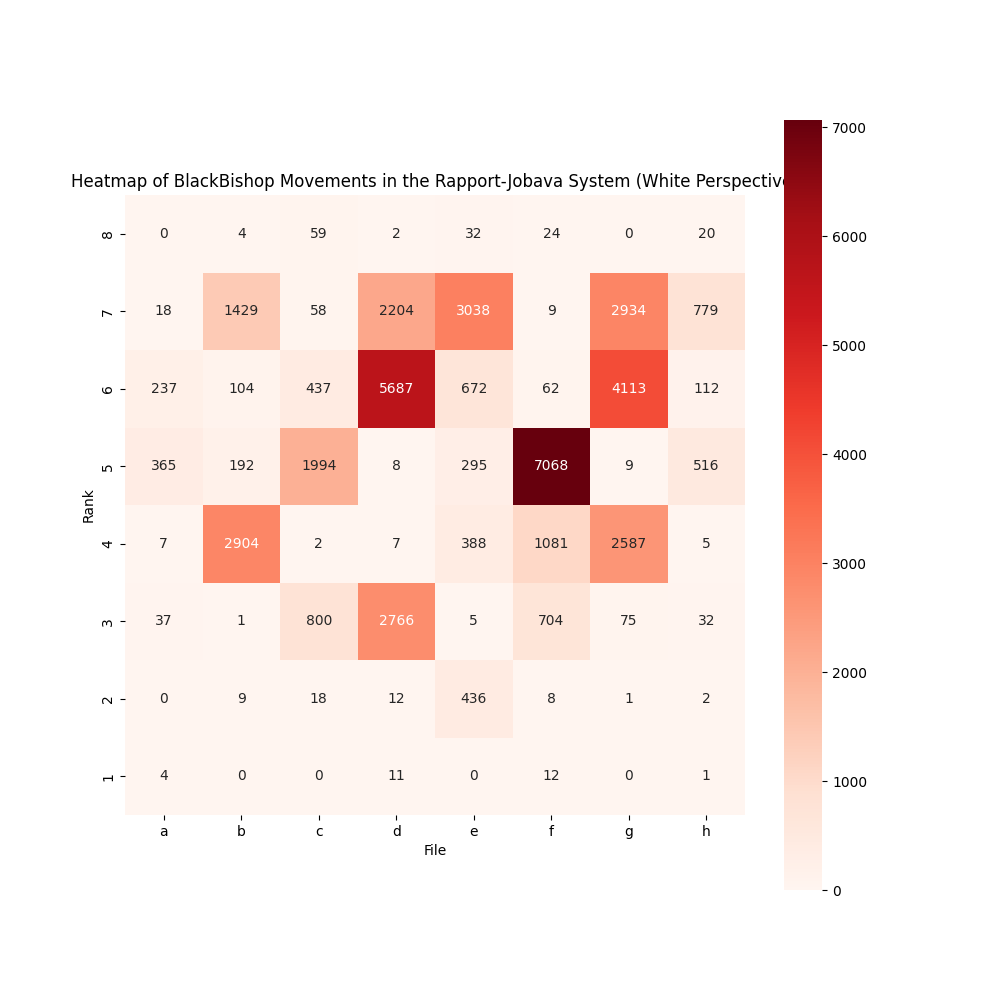 Heatmap of BlackBishop Movements in the Rapport-Jobava System (White Perspectiv
7000
6000
5000
4000
3000
2000
1000
0
Rank
8 0 4 59 2 32 24 0 20
7 18 1429 58 2204 3038 9 2934 779
6 237 104 437 5687 672 62 4113 112
5 365 192 1994 8 295 7068 9 516
4 7 2904 2 7 388 1081 2587 5
3 37 1 800 2766 5 704 75 32
2 0 9 18 12 436 8 1 2
1 4 0 0 11 0 12 0 1
a b c d e f g h
File